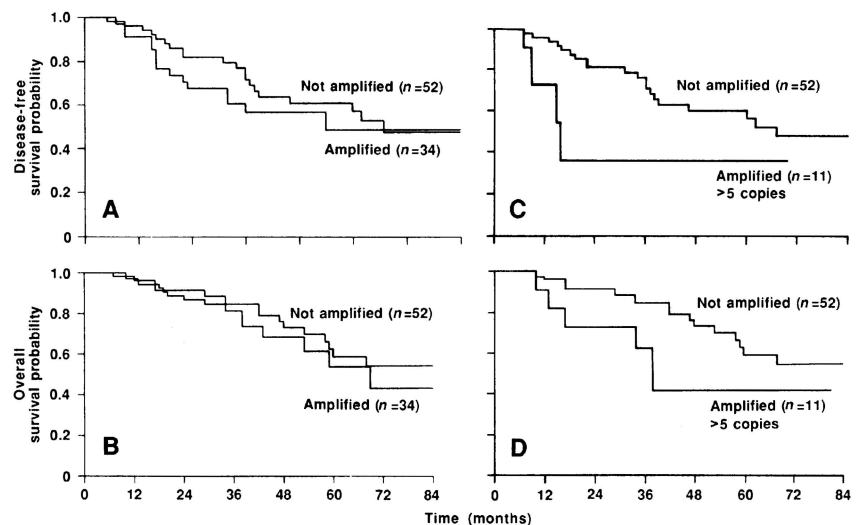 Disease-free
survival probability
1.0
0.8
0.6
0.4
0.2
0
Not amplified (n=52)
Amplified (n=34)
A
Not amplified (n=52)
Amplified (n=11)
>5 copies
C
Overall
survival probability
1.0
0.8
0.6
0.4
0.2
0
Not amplified (n=52)
Amplified (n=34)
B
0 12 24 36 48 60 72 84
Not amplified (n=52)
Amplified (n=11)
>5 copies
D
0 12 24 36 48 60 72 84
Time (months)